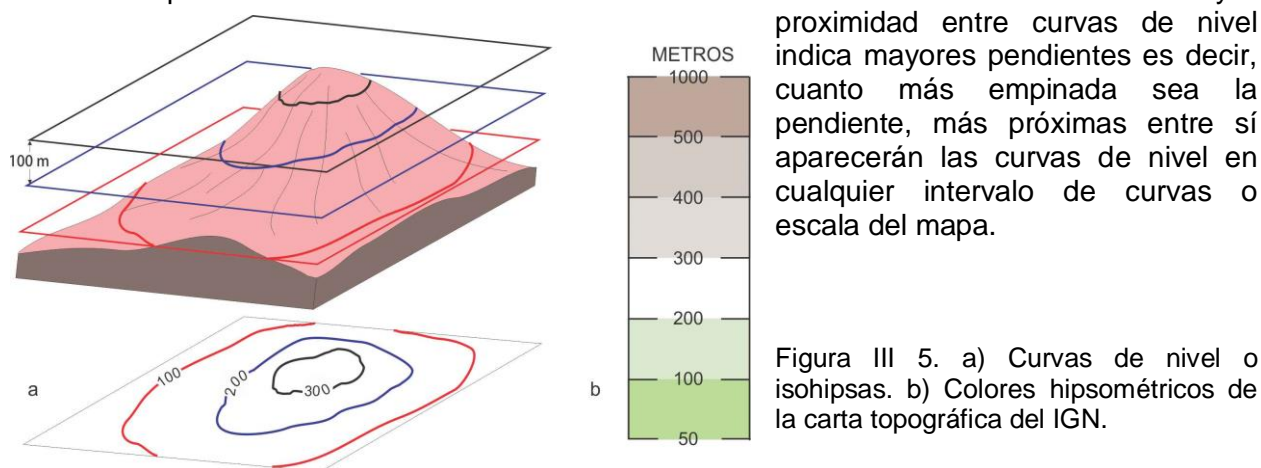 proximidad entre curvas de nivel
indica mayores pendientes es decir,
cuanto más empinada sea la
pendiente, más próximas entre sí
aparecerán las curvas de nivel en
cualquier intervalo de curvas o
escala del mapa.
100 m
METROS
1000
500
400
300
200
100
50
100
200
300
a
b
Figura III 5. a) Curvas de nivel o
isohipsas. b) Colores hipsométricos de
la carta topográfica del IGN.